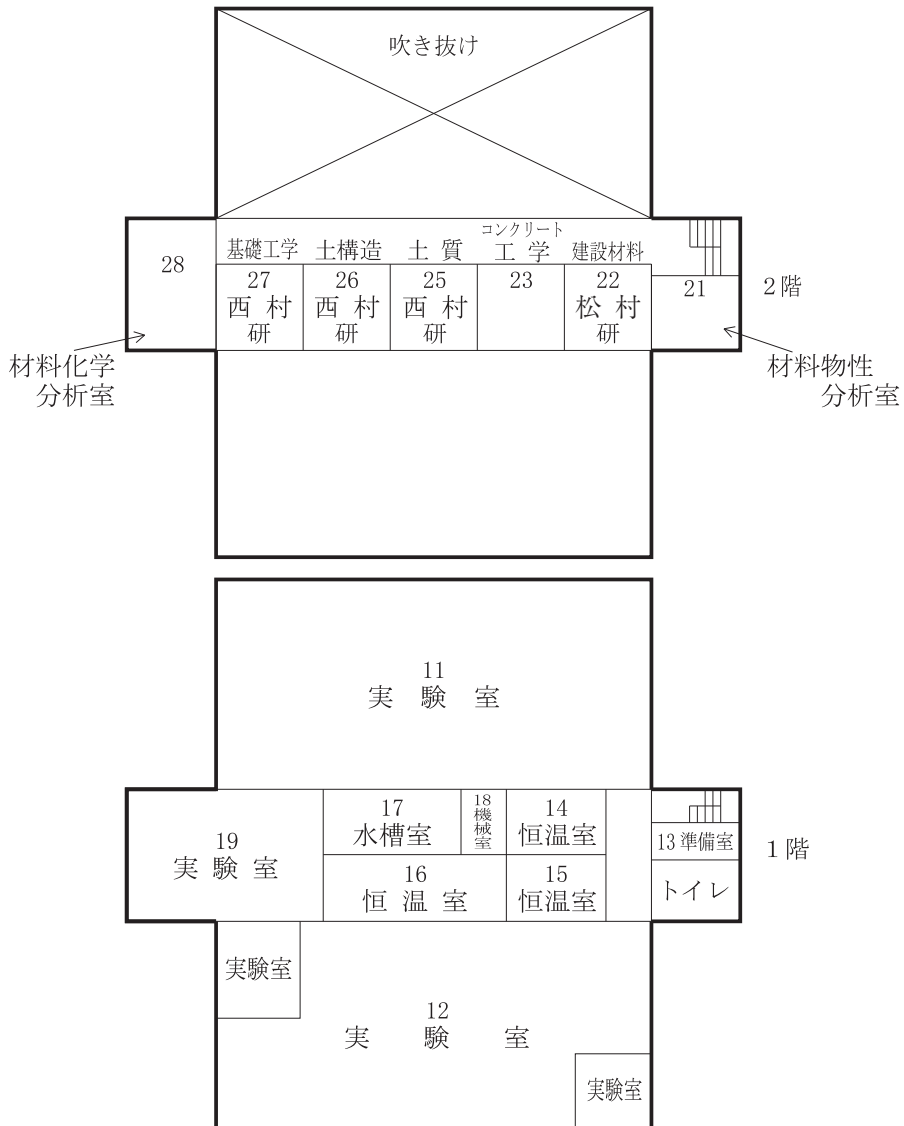 吹き抜け
基礎工学
土構造
土質
コンクリート
工学
建設材料
28
27
西村
研
26
西村
研
25
西村
研
23
22
松村
研
21
2階
材料化学
分析室
材料物性
分析室
11
実験室
19
実験室
17
水槽室
18
機
械
室
14
恒温室
13準備室
1階
16
恒温室
15
恒温室
トイレ
実験室
12
実験室
実験室